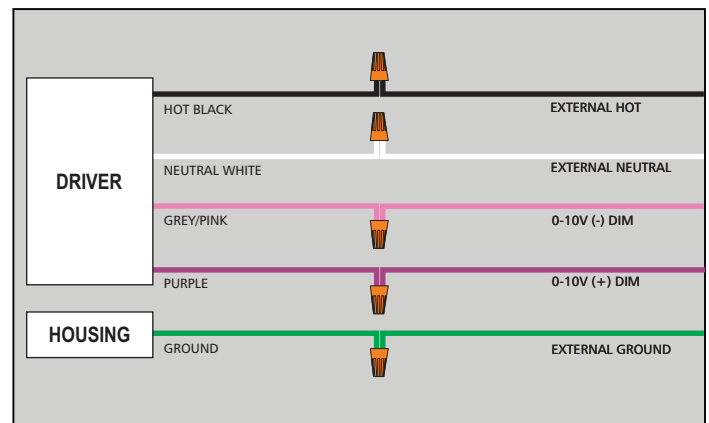 DRIVER
HOT BLACK
EXTERNAL HOT
NEUTRAL WHITE
EXTERNAL NEUTRAL
GREY/PINK
0-10V (-) DIM
PURPLE
0-10V (+) DIM
HOUSING
GROUND
EXTERNAL GROUND